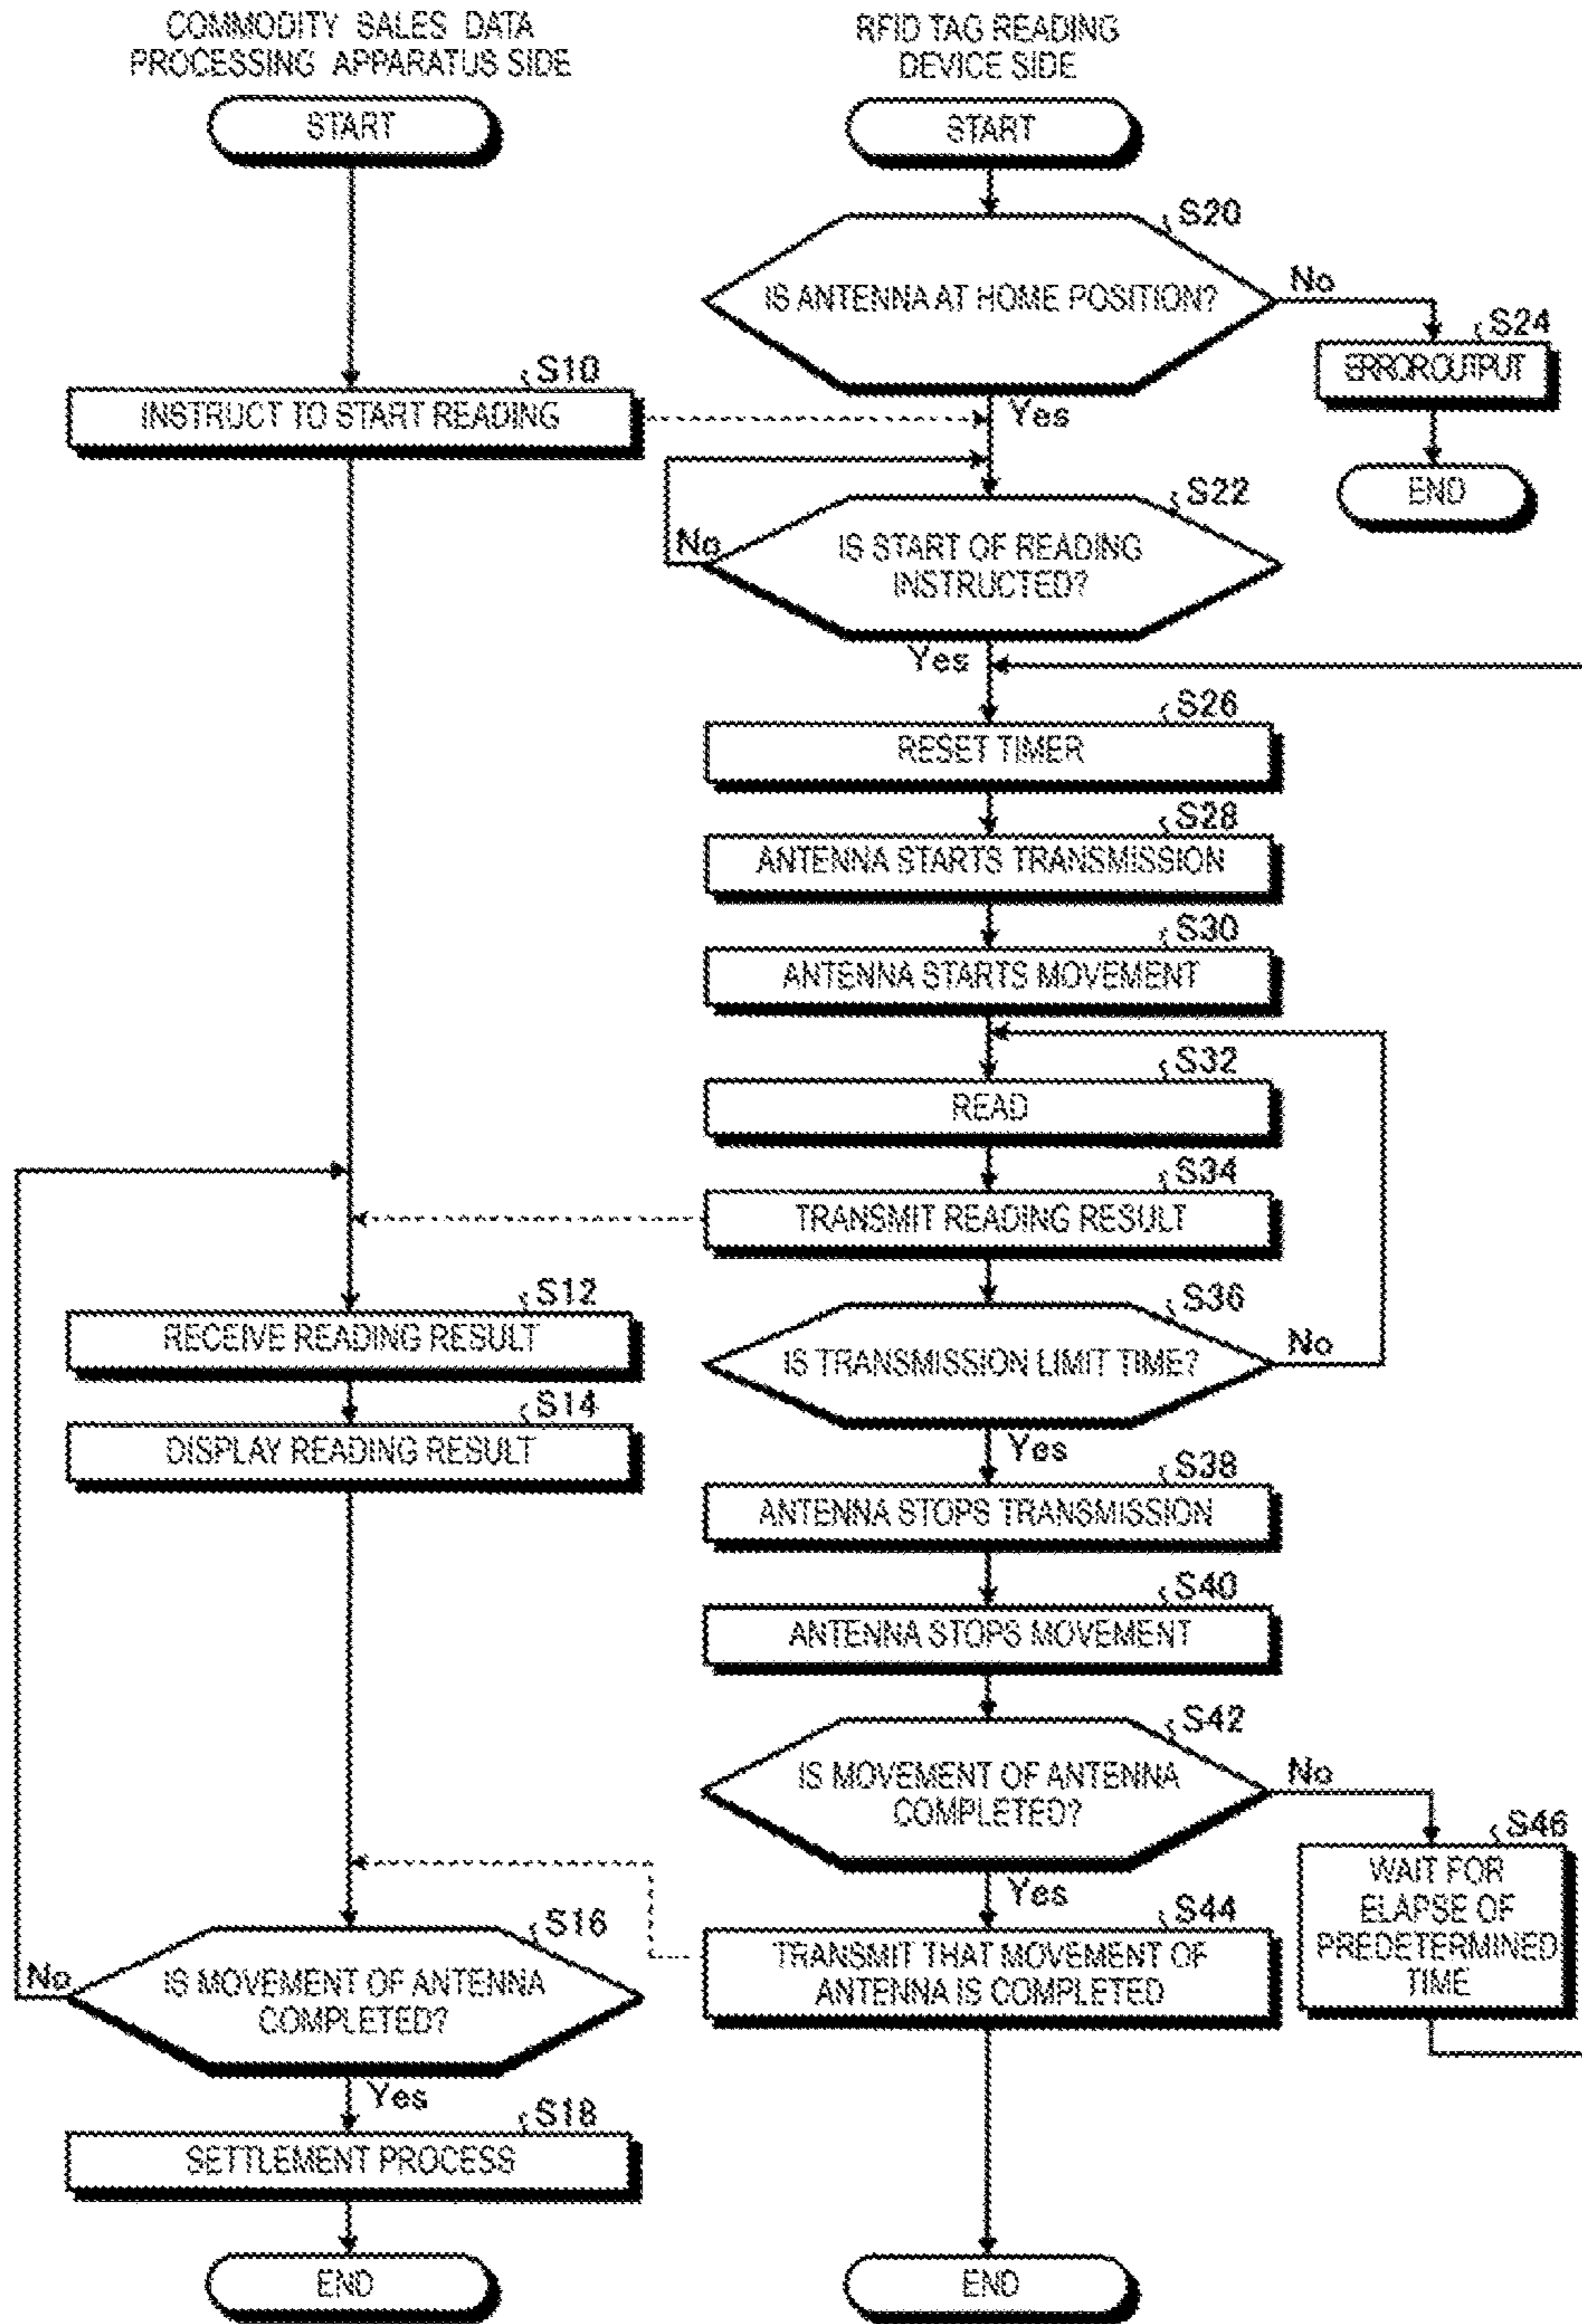 COMMODITY SALES DATA
PROCESSING APPARATUS SIDE
START
S10
INSTRUCT TO START READING
S12
RECEIVE READING RESULT
S14
DISPLAY READING RESULT
S16
IS MOVEMENT OF ANTENNA
COMPLETED?
No
Yes
S18
SETTLEMENT PROCESS
END
RFID TAG READING
DEVICE SIDE
START
S20
IS ANTENNA AT HOME POSITION?
No
S24
ERROR OUTPUT
END
Yes
S22
IS START OF READING
INSTRUCTED?
No
Yes
S26
RESET TIMER
S28
ANTENNA STARTS TRANSMISSION
S30
ANTENNA STARTS MOVEMENT
S32
READ
S34
TRANSMIT READING RESULT
S36
IS TRANSMISSION LIMIT TIME?
No
Yes
S38
ANTENNA STOPS TRANSMISSION
S40
ANTENNA STOPS MOVEMENT
S42
IS MOVEMENT OF ANTENNA
COMPLETED?
No
S46
WAIT FOR
ELAPSE OF
PREDETERMINED
TIME
Yes
S44
TRANSMIT THAT MOVEMENT OF
ANTENNA IS COMPLETED
END